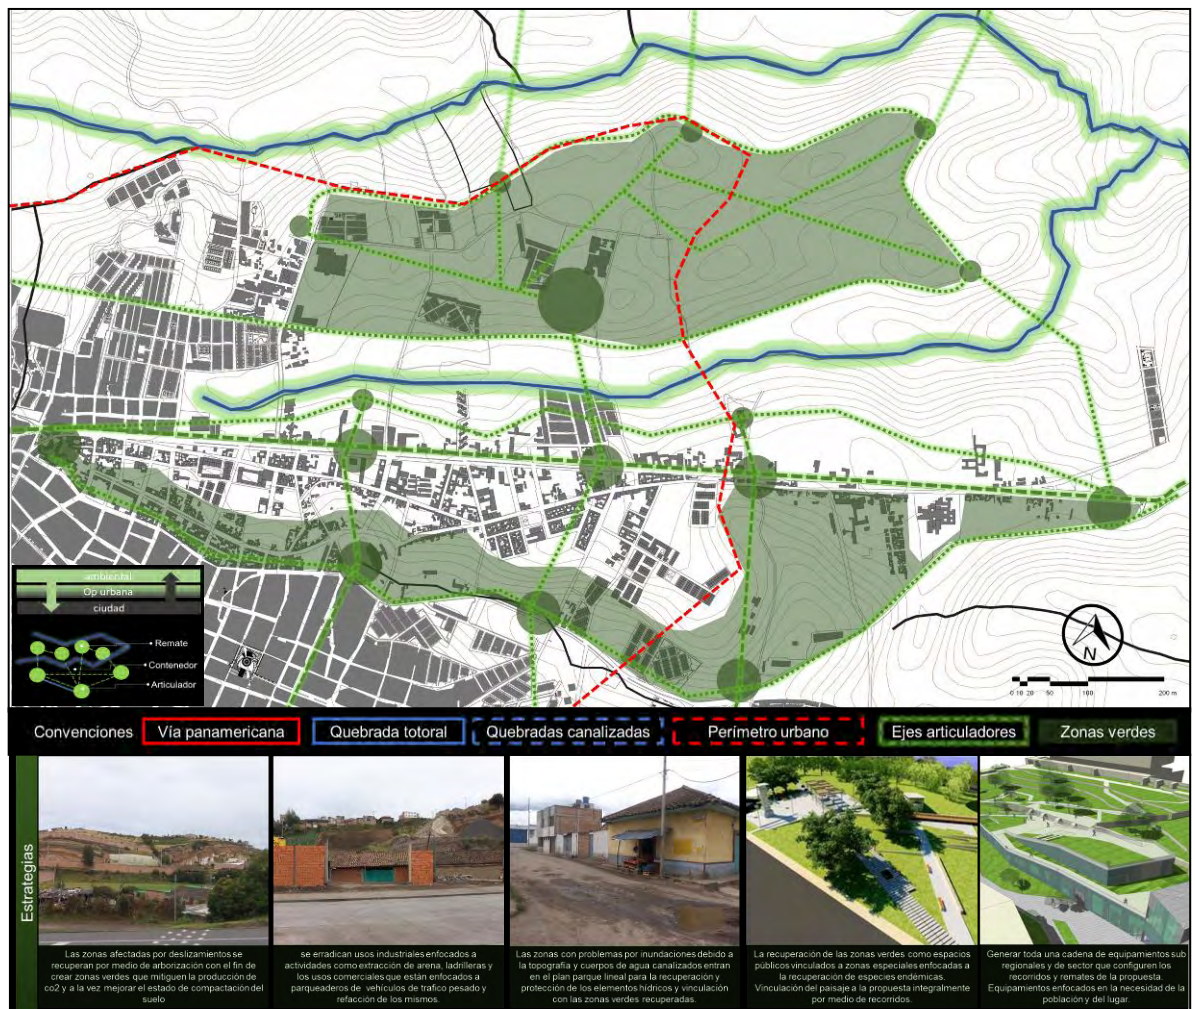 ambiental
Op urbana
ciudad
Remate
Contenedor
Articulador
N
0 10 20 50 100 200 m
Convenciones Vía panamericana Quebrada totoral Quebradas canalizadas Perímetro urbano Ejes articuladores Zonas verdes
Estrategias
Las zonas afectadas por deslizamientos se
recuperan por medio de arborización con el fin de
crear zonas verdes que mitiguen la producción de
co2 y a la vez mejorar el estado de compactación del
suelo
se erradican usos industriales enfocados a
actividades como extracción de arena, ladrilleras y
los usos comerciales que están enfocados a
parqueaderos de vehículos de trafico pesado y
refacción de los mismos.
Las zonas con problemas por inundaciones debido a
la topografía y cuerpos de agua canalizados entran
en el plan parque lineal para la recuperación y
protección de los elementos hídricos y vinculación
con las zonas verdes recuperadas.
La recuperación de las zonas verdes como espacios
públicos vinculados a zonas especiales enfocadas a
la recuperación de especies endémicas.
Vinculación del paisaje a la propuesta integralmente
por medio de recorridos.
Generar toda una cadena de equipamientos sub
regionales y de sector que configuren los
recorridos y remates de la propuesta.
Equipamientos enfocados en la necesidad de la
población y del lugar.